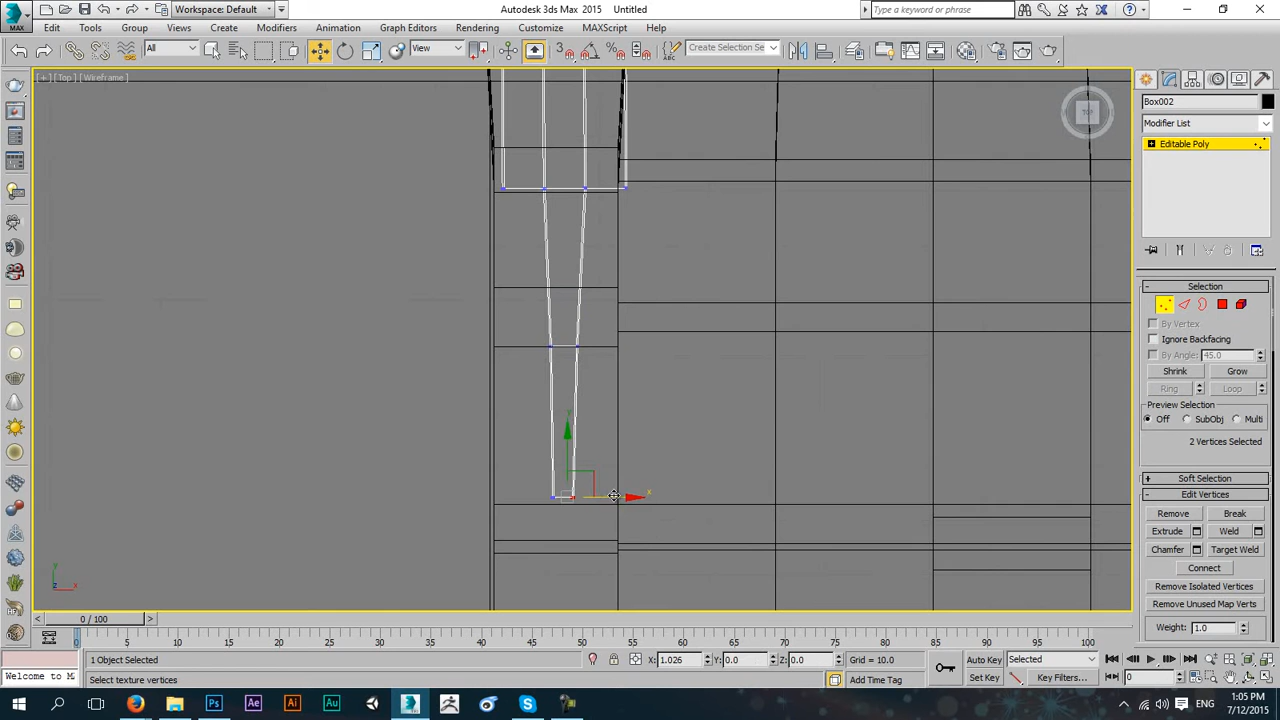 MAX
Workspace: Default
Autodesk 3ds Max 2015
Untitled
Type a keyword or phrase
Edit Tools Group Views Create Modifiers Animation Graph Editors Rendering Customize MAXScript Help
All
View
Create Selection Se
[+] [Top] [Wireframe]
TOP
Box002
Modifier List
Editable Poly
Selection
By Vertex
Ignore Backfacing
By Angle: 45.0
Shrink Grow
Ring Loop
Preview Selection
Off SubObj Multi
2 Vertices Selected
Soft Selection
Edit Vertices
Remove Break
Extrude Weld
Chamfer Target Weld
Connect
Remove Isolated Vertices
Remove Unused Map Verts
Weight: 1.0
y
x
y
z
x
0 / 100
0 5 10 15 20 25 30 35 40 45 50 55 60 65 70 75 80 85 90 95 100
1 Object Selected
X: 1.026 Y: 0.0 Z: 0.0 Grid = 10.0
Auto Key Selected
Welcome to M
Select texture vertices
Add Time Tag
Set Key Key Filters... 0
Ps Ae Ai Au
1:05 PM
7/12/2015